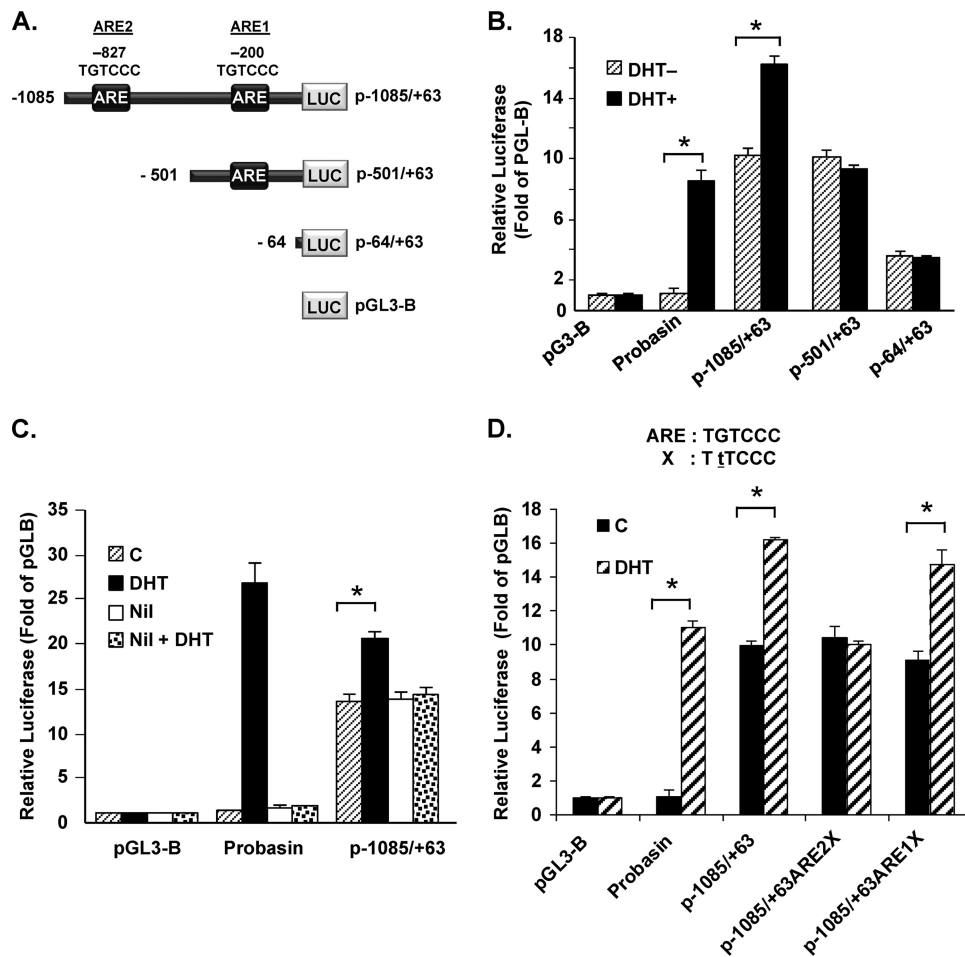 A.
ARE2 ARE1
–827 –200
TGTCCC TGTCCC
-1085 ARE ARE LUC p-1085/+63
- 501 ARE LUC p-501/+63
- 64 LUC p-64/+63
LUC pGL3-B
B.
Relative Luciferase
(Fold of PGL-B)
18
14
10
6
2
0
DHT–
DHT+
*
*
pG3-B
Probasin
p-1085/+63
p-501/+63
p-64/+63
C.
Relative Luciferase (Fold of pGLB)
35
30
25
20
15
10
5
0
C
DHT
Nil
Nil + DHT
*
pGL3-B Probasin p-1085/+63
D.
ARE : TGTCCC
X : T tTCCC
Relative Luciferase (Fold of pGLB)
18
16
14
12
10
8
6
4
2
0
C
DHT
*
*
*
pGL3-B
Probasin
p-1085/+63
p-1085/+63ARE2X
p-1085/+63ARE1X